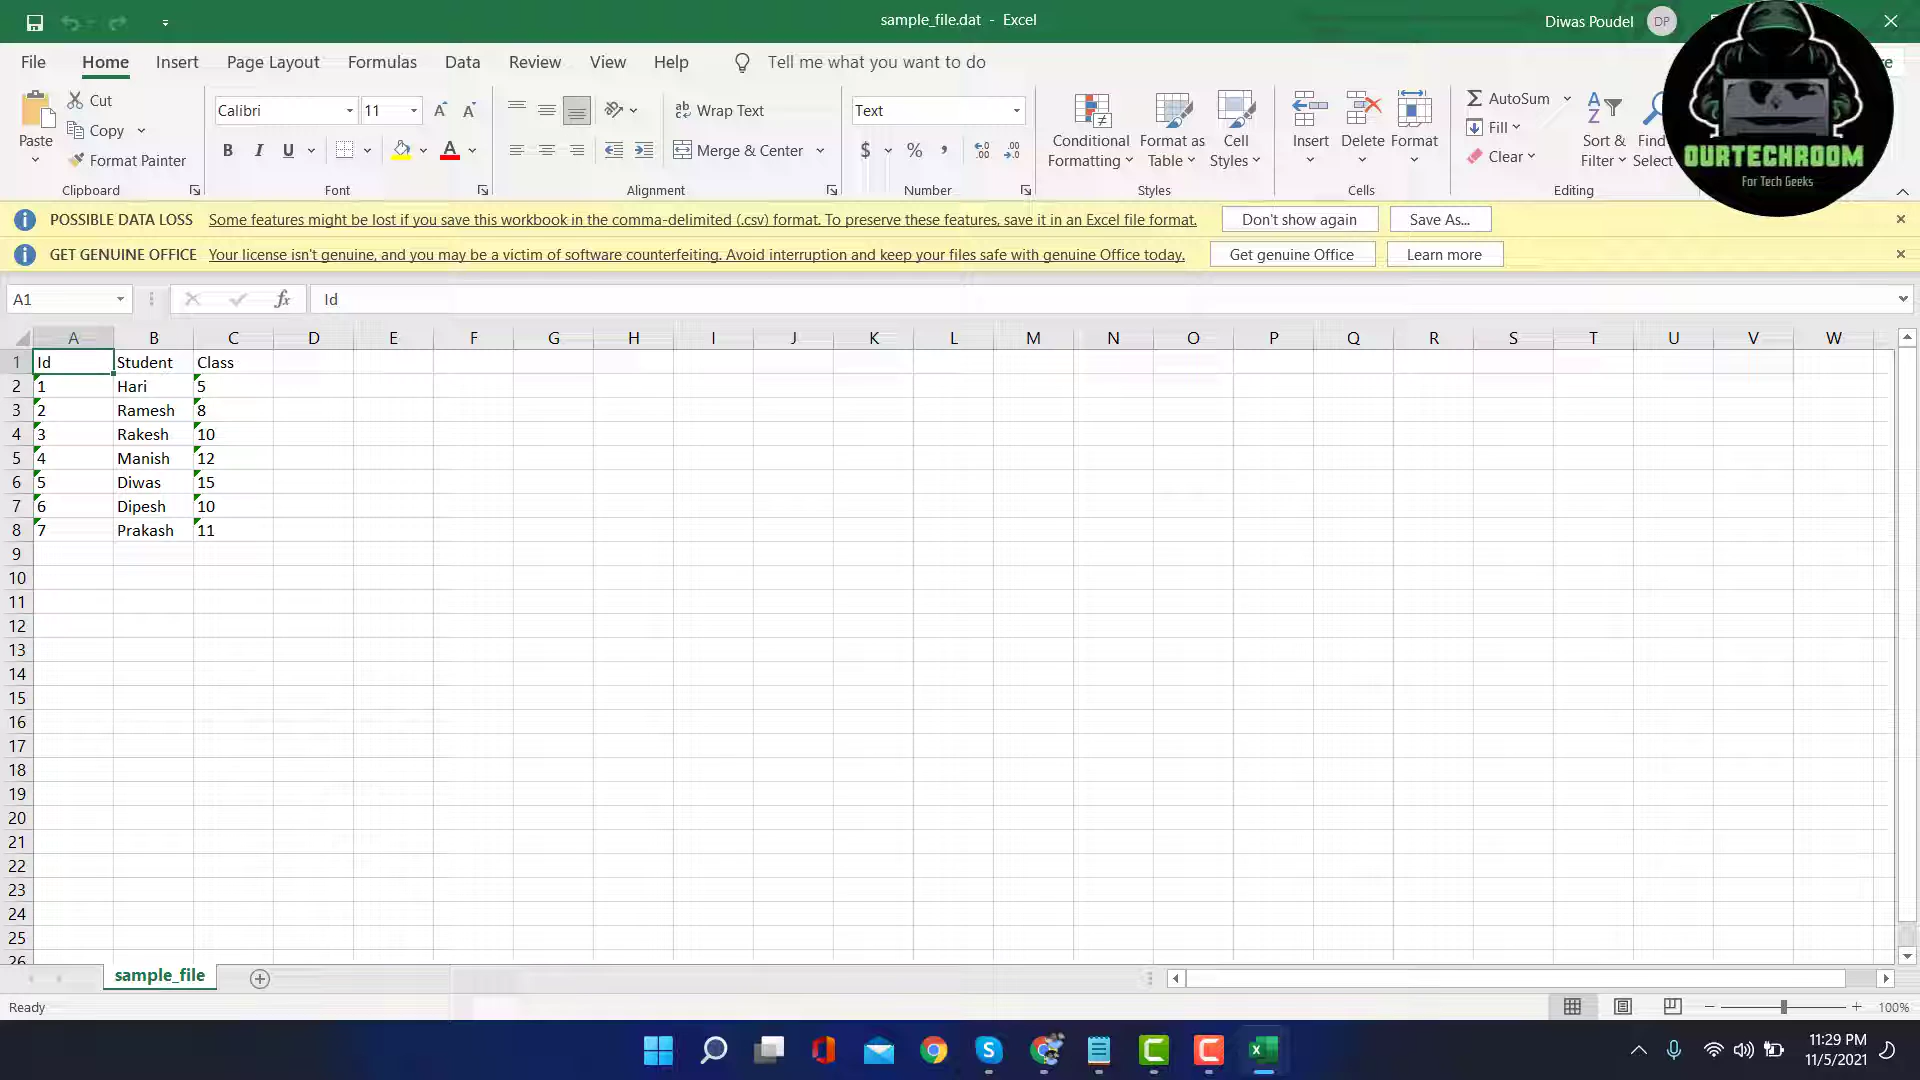 sample_file.dat - Excel
Diwas Poudel DP
File Home Insert Page Layout Formulas Data Review View Help Tell me what you want to do
Paste
Cut
Copy
Format Painter
Clipboard
Calibri 11
B I U A
Font
Wrap Text
Merge & Center
Alignment
Text
$ % ,
Number
Conditional Formatting
Format as Table
Cell Styles
Styles
Insert Delete Format
Cells
AutoSum
Fill
Clear
Sort & Filter
Find
Select
Editing
OURTECHROOM
For Tech Geeks
POSSIBLE DATA LOSS Some features might be lost if you save this workbook in the comma-delimited (.csv) format. To preserve these features, save it in an Excel file format. Don't show again Save As...
GET GENUINE OFFICE Your license isn't genuine, and you may be a victim of software counterfeiting. Avoid interruption and keep your files safe with genuine Office today. Get genuine Office Learn more
A1 fx Id
A B C D E F G H I J K L M N O P Q R S T U V W
1 Id Student Class
2 1 Hari 5
3 2 Ramesh 8
4 3 Rakesh 10
5 4 Manish 12
6 5 Diwas 15
7 6 Dipesh 10
8 7 Prakash 11
9
10
11
12
13
14
15
16
17
18
19
20
21
22
23
24
25
26
sample_file
Ready
100%
11:29 PM
11/5/2021